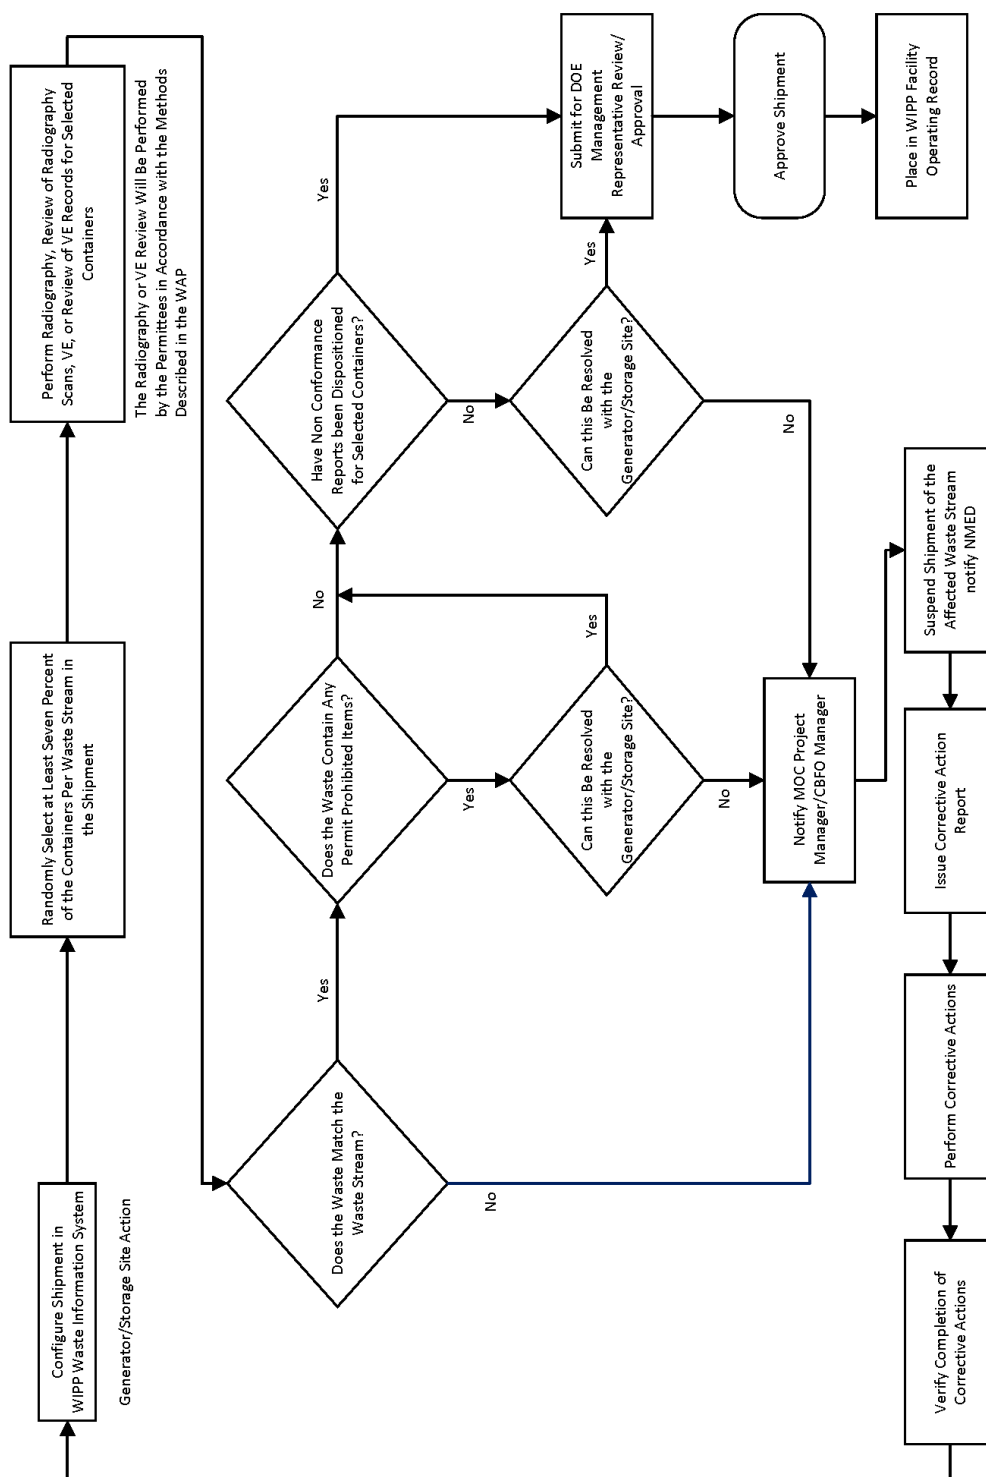 Configure Shipment in
WIPP Waste Information System
Generator/Storage Site Action
Randomly Select at Least Seven Percent
of the Containers Per Waste Stream in
the Shipment
Perform Radiography, Review of Radiography
Scans, VE, or Review of VE Records for Selected
Containers
The Radiography or VE Review Will Be Performed
by the Permittees in Accordance with the Methods
Described in the WAP
Does the Waste Match the
Waste Stream?
Yes
No
Does the Waste Contain Any
Permit Prohibited Items?
No
Yes
Have Non Conformance
Reports been Dispositioned
for Selected Containers?
Yes
No
Can this Be Resolved
with the
Generator/Storage Site?
Yes
No
Can this Be Resolved
with the
Generator/Storage Site?
Yes
No
Submit for DOE
Management
Representative Review/
Approval
Approve Shipment
Place in WIPP Facility
Operating Record
Notify MOC Project
Manager/CBFO Manager
Suspend Shipment of the
Affected Waste Stream
notify NMED
Issue Corrective Action
Report
Perform Corrective Actions
Verify Completion of
Corrective Actions